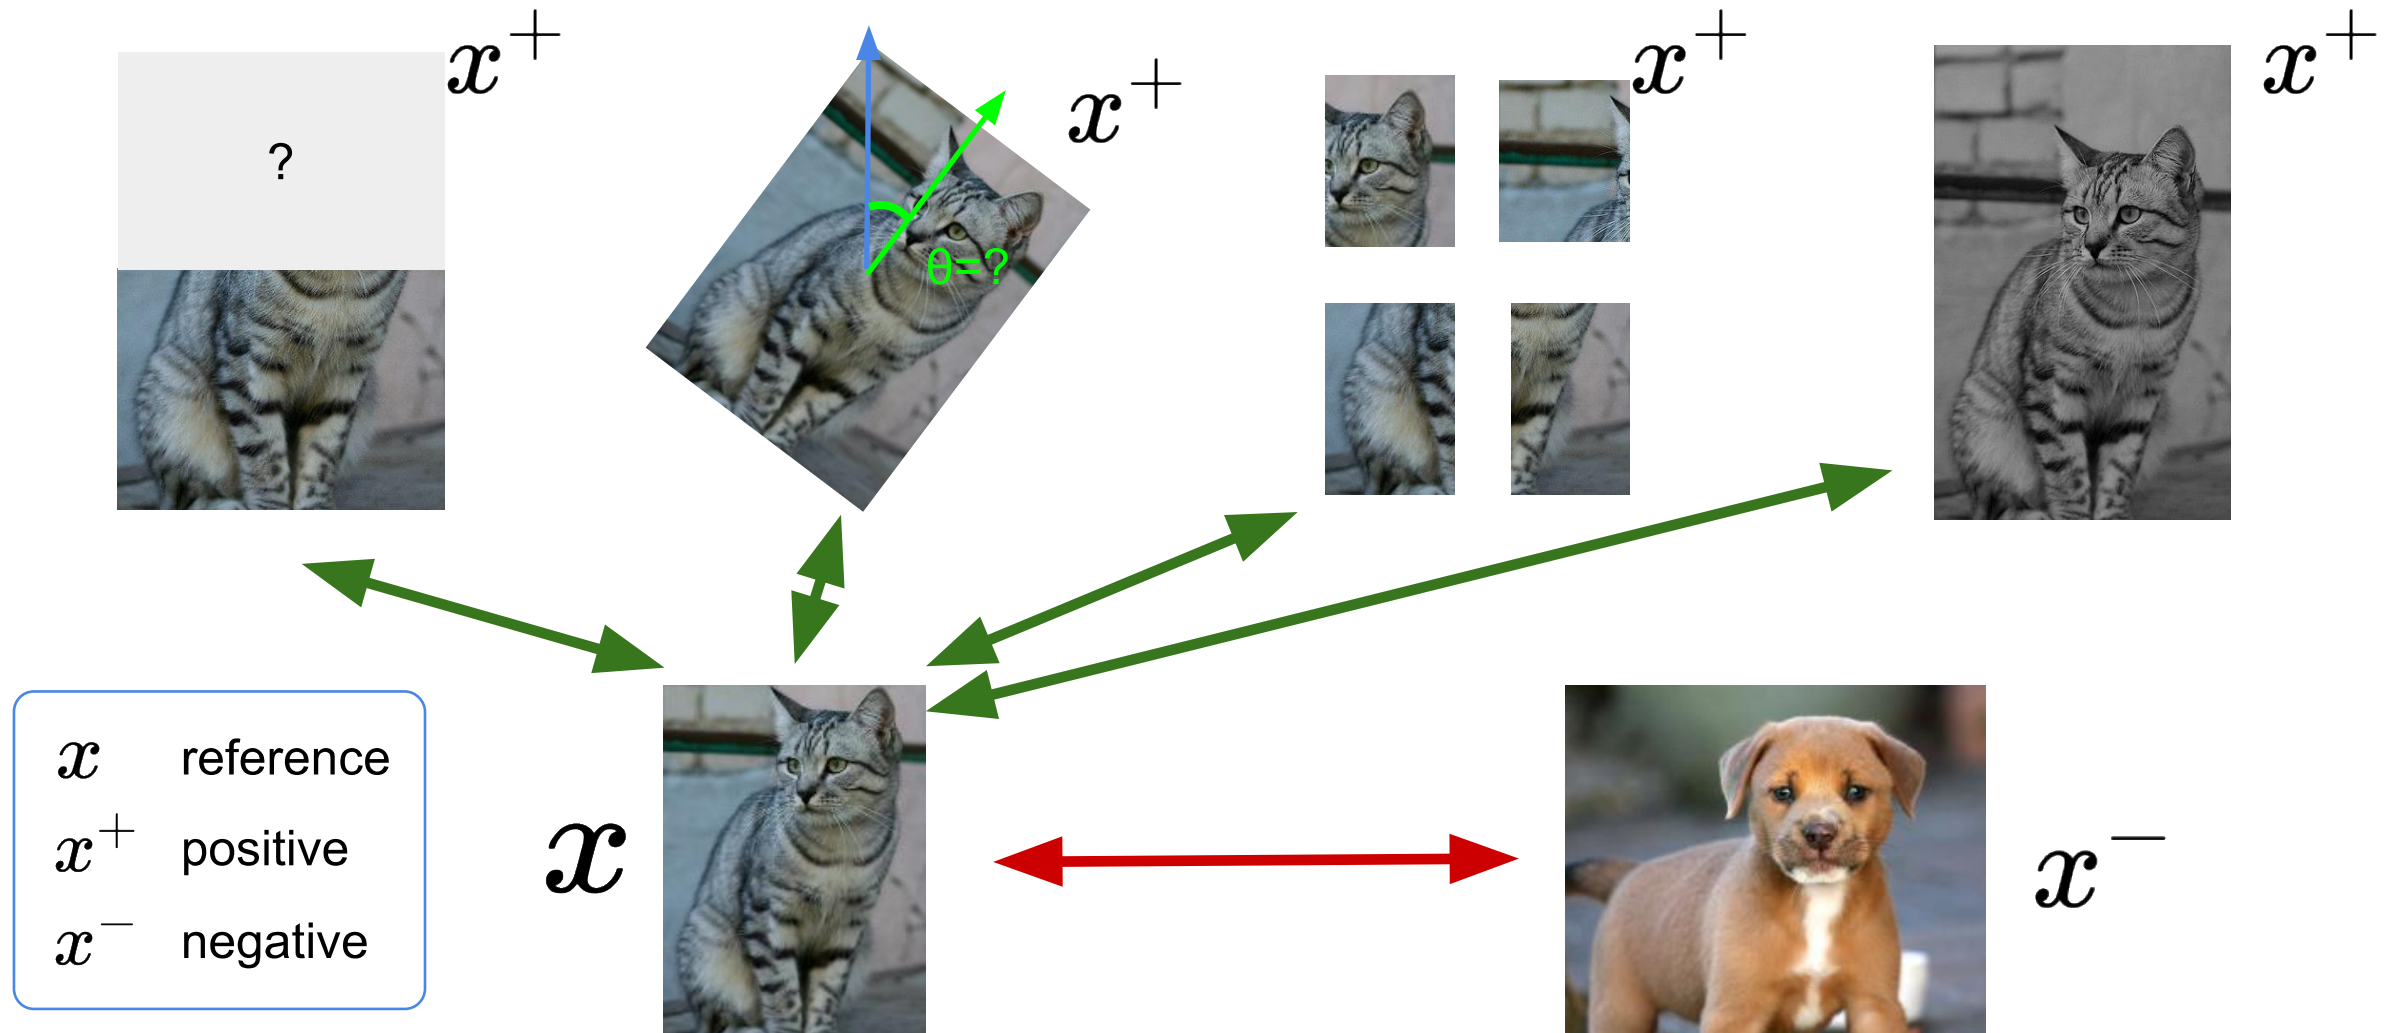 x⁺
x⁺
x⁺
x⁺
?
θ=?
x reference
x⁺ positive
x⁻ negative
x
x⁻